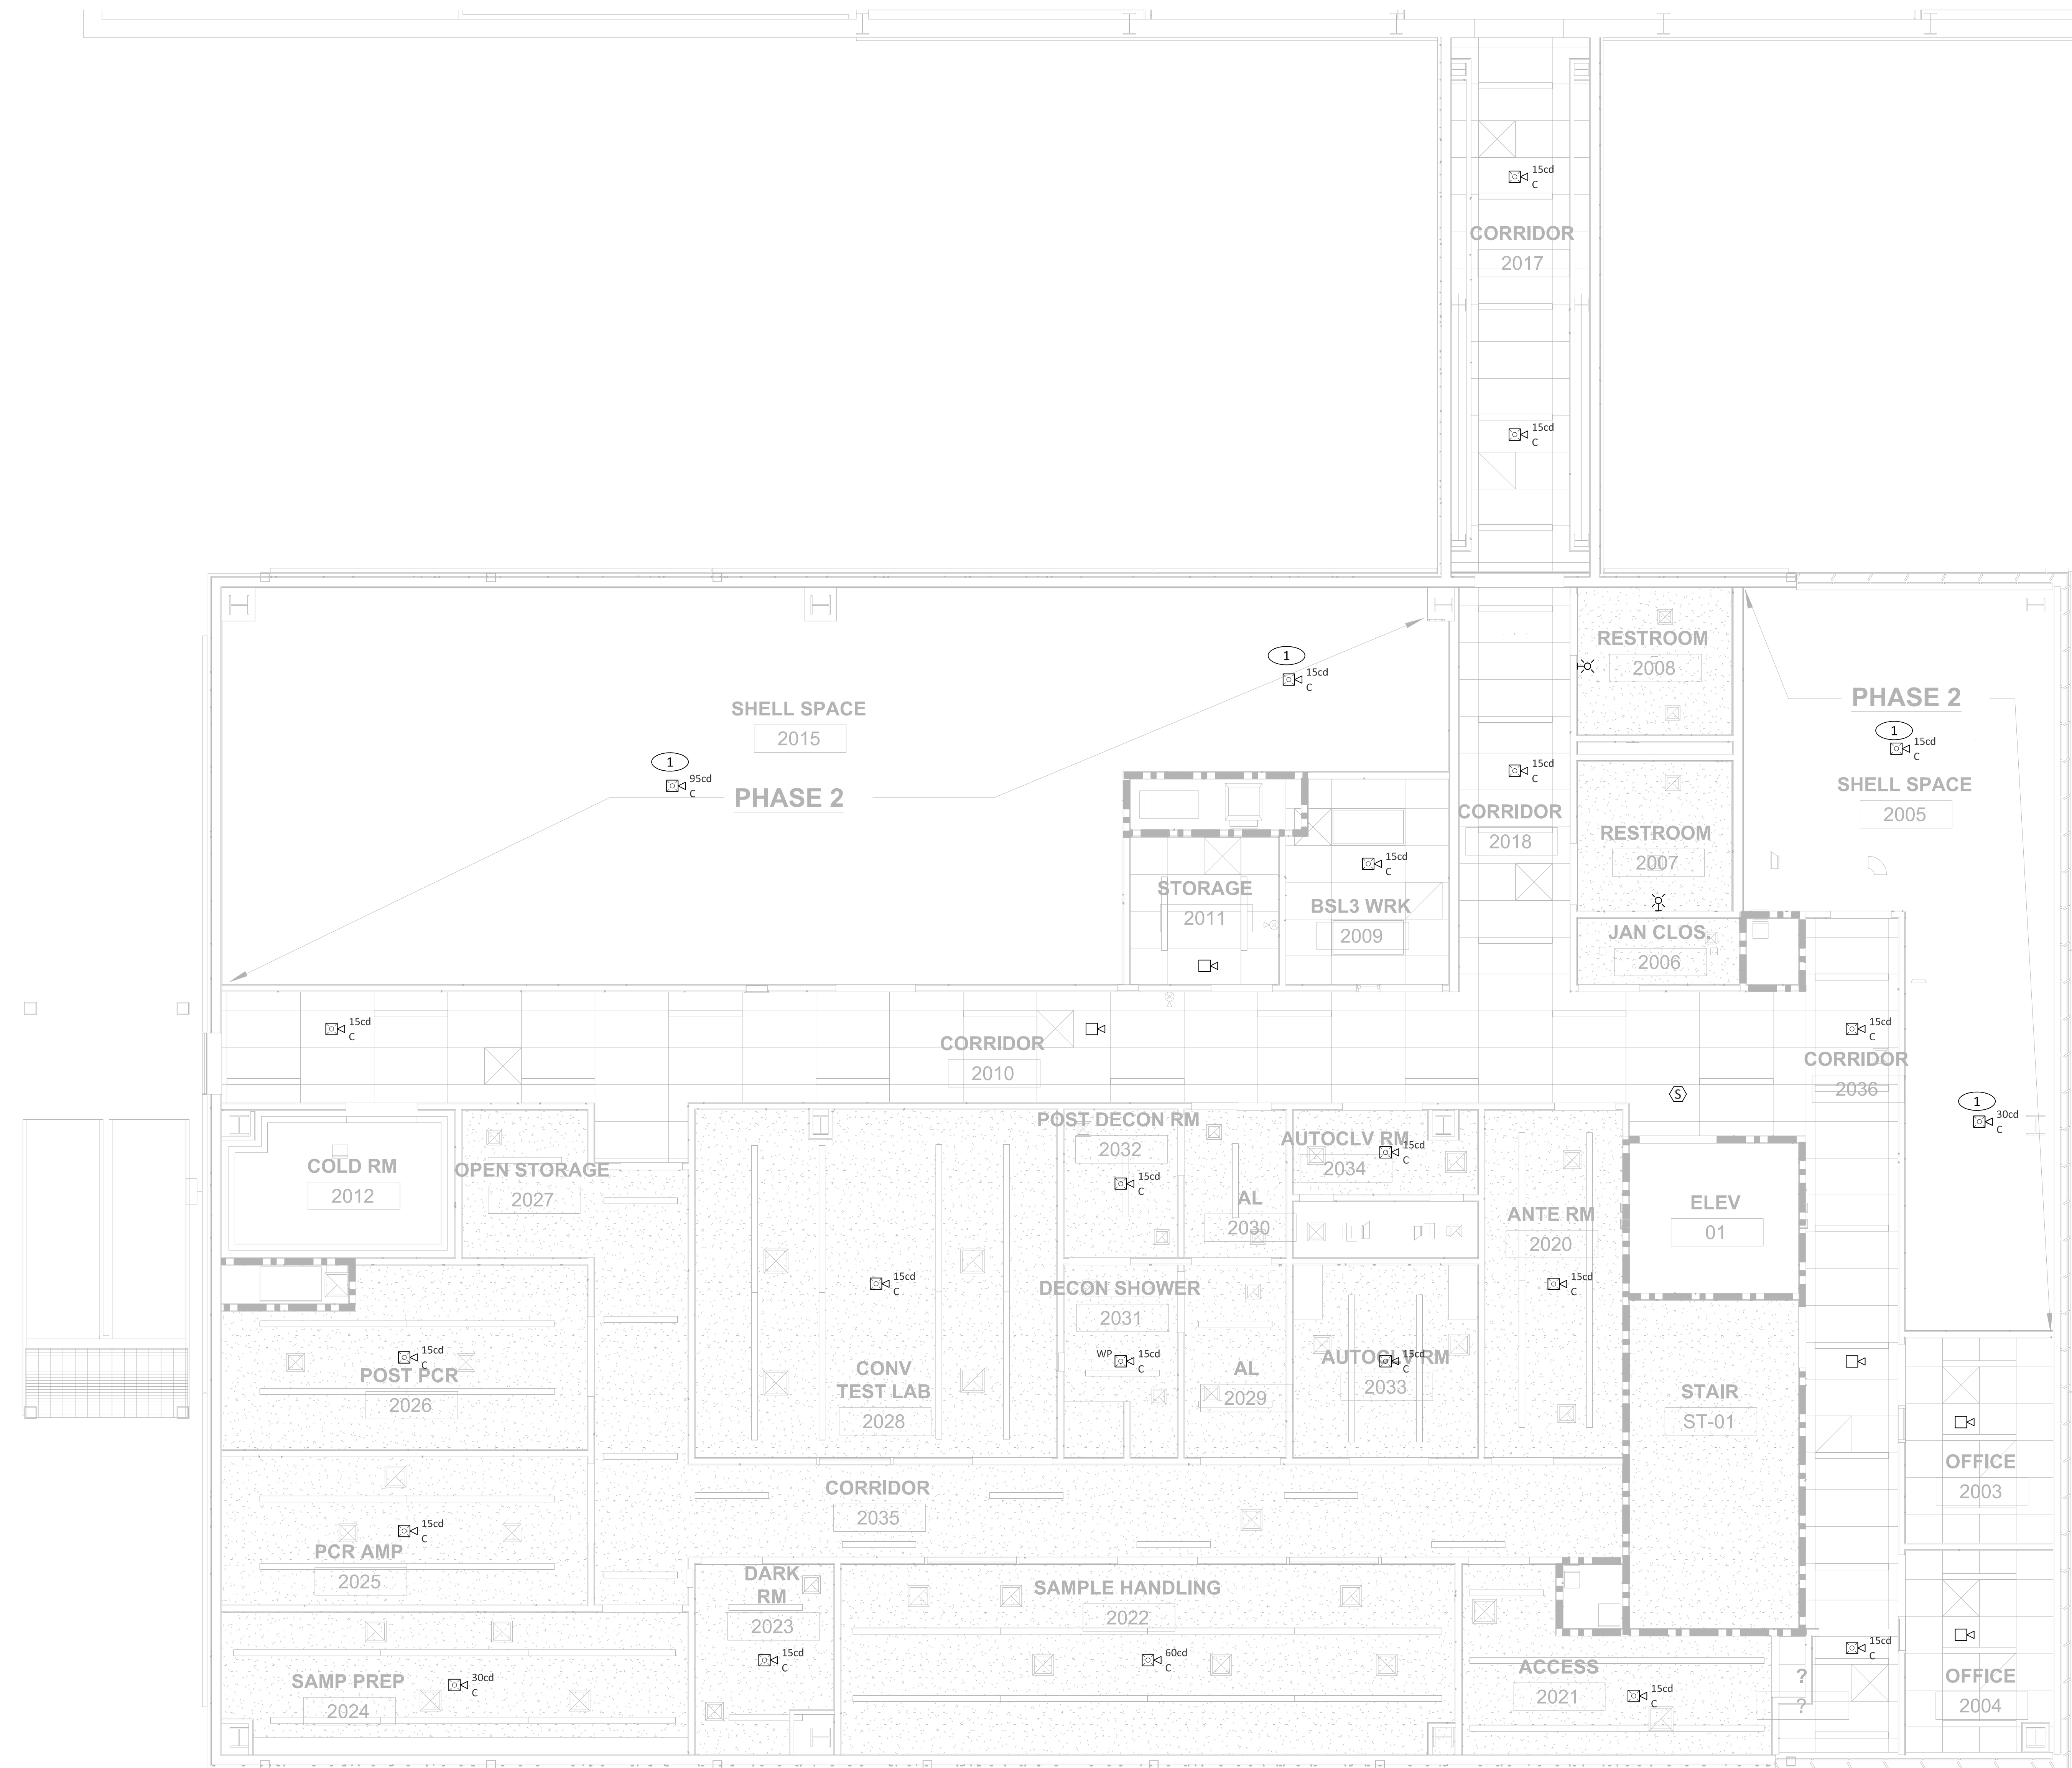 15cd
C
CORRIDOR
2017
15cd
C
RESTROOM
2008
1
15cd
C
SHELL SPACE
2015
PHASE 2
1
15cd
C
1
95cd
C
PHASE 2
15cd
C
SHELL SPACE
2005
CORRIDOR
2018
RESTROOM
2007
15cd
C
STORAGE
2011
BSL3 WRK
2009
JAN CLOS.
2006
15cd
C
CORRIDOR
2010
15cd
C
CORRIDOR
2036
S
1
30cd
C
COLD RM
2012
OPEN STORAGE
2027
POST DECON RM
2032
15cd
C
AUTOCLV RM
2034
15cd
C
AL
2030
ANTE RM
2020
15cd
C
ELEV
01
15cd
C
DECON SHOWER
2031
WP
15cd
C
15cd
C
POST PCR
2026
CONV
TEST LAB
2028
AL
2029
AUTOCLV RM
2033
15cd
C
STAIR
ST-01
OFFICE
2003
CORRIDOR
2035
15cd
C
PCR AMP
2025
DARK
RM
2023
15cd
C
SAMPLE HANDLING
2022
60cd
C
SAMP PREP
2024
30cd
C
ACCESS
2021
15cd
C
?
?
15cd
C
OFFICE
2004